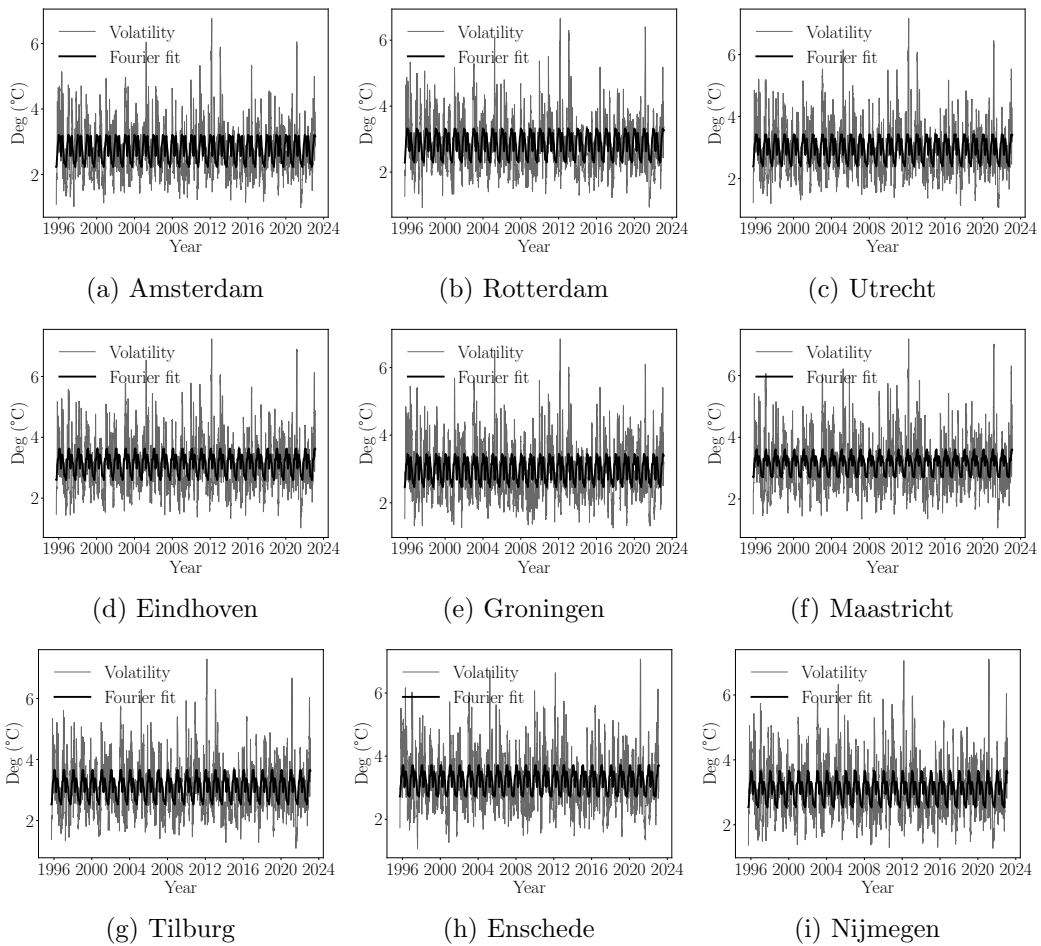 Deg (°C)
6
4
2
Volatility
Fourier fit
1996 2000 2004 2008 2012 2016 2020 2024
Year
(a) Amsterdam
Deg (°C)
6
4
2
Volatility
Fourier fit
1996 2000 2004 2008 2012 2016 2020 2024
Year
(b) Rotterdam
Deg (°C)
6
4
2
Volatility
Fourier fit
1996 2000 2004 2008 2012 2016 2020 2024
Year
(c) Utrecht
Deg (°C)
6
4
2
Volatility
Fourier fit
1996 2000 2004 2008 2012 2016 2020 2024
Year
(d) Eindhoven
Deg (°C)
6
4
2
Volatility
Fourier fit
1996 2000 2004 2008 2012 2016 2020 2024
Year
(e) Groningen
Deg (°C)
6
4
2
Volatility
Fourier fit
1996 2000 2004 2008 2012 2016 2020 2024
Year
(f) Maastricht
Deg (°C)
6
4
2
Volatility
Fourier fit
1996 2000 2004 2008 2012 2016 2020 2024
Year
(g) Tilburg
Deg (°C)
6
4
2
Volatility
Fourier fit
1996 2000 2004 2008 2012 2016 2020 2024
Year
(h) Enschede
Deg (°C)
6
4
2
Volatility
Fourier fit
1996 2000 2004 2008 2012 2016 2020 2024
Year
(i) Nijmegen